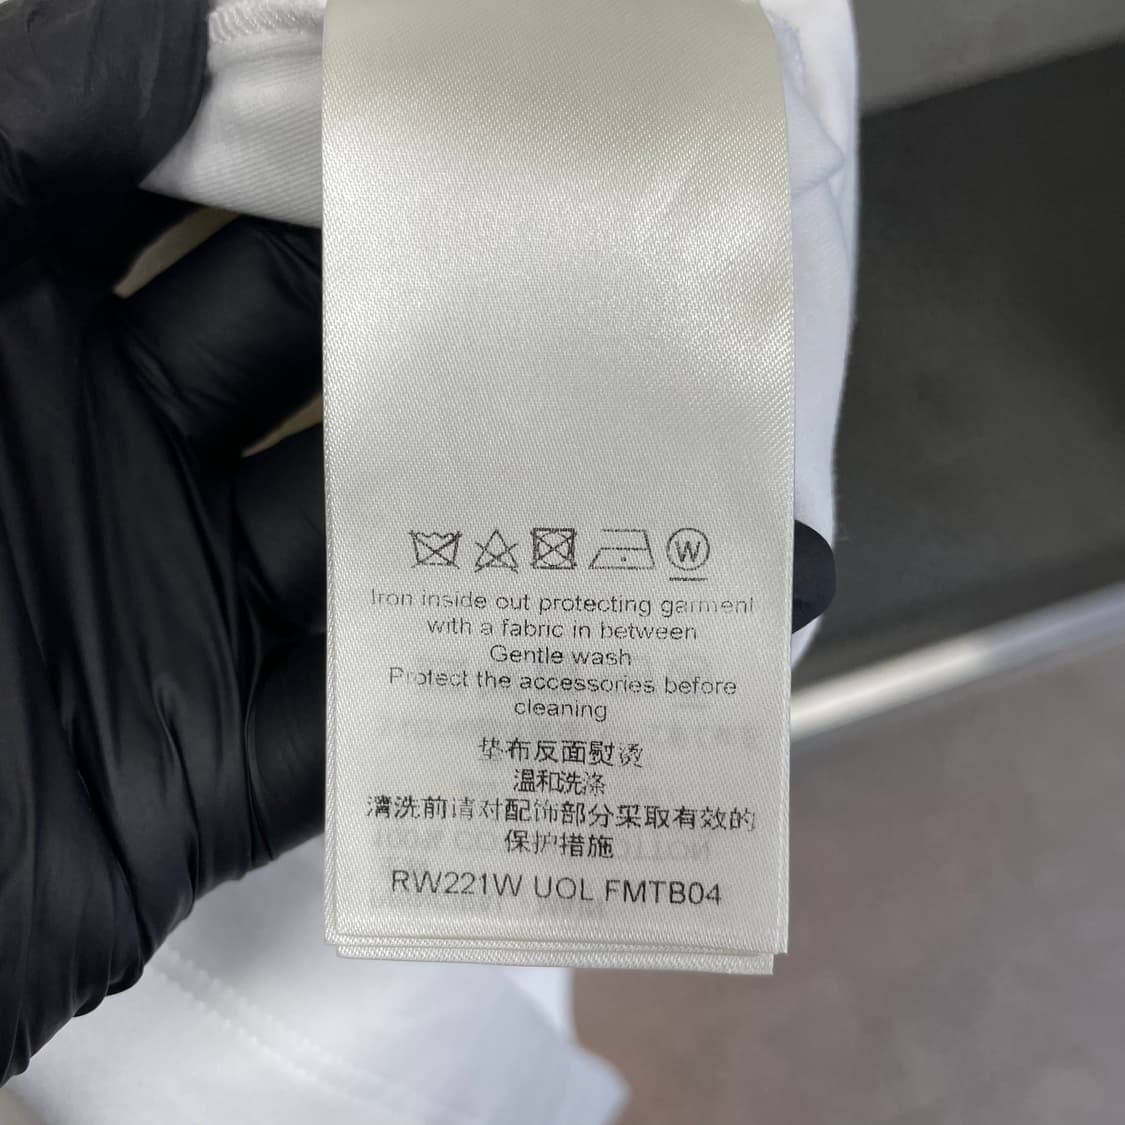 W
Iron inside out protecting garment
with a fabric in between
Gentle wash
Protect the accessories before
cleaning
垫布反面熨烫
温和洗涤
清洗前请对配饰部分采取有效的
保护措施
RW221W UOL FMTB04